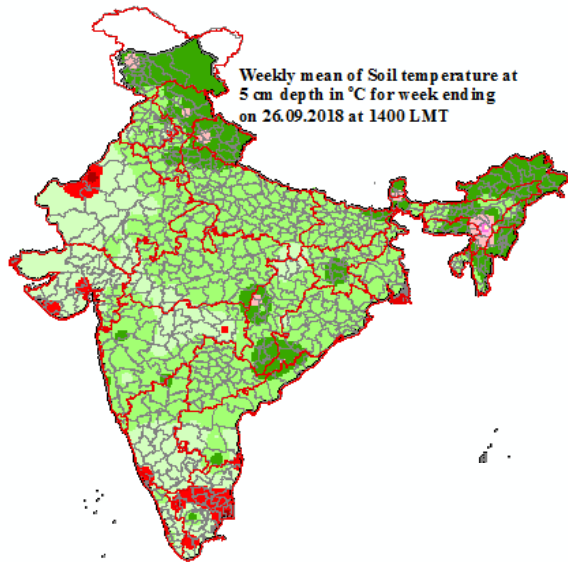 Weekly mean of Soil temperature at
5 cm depth in °C for week ending
on 26.09.2018 at 1400 LMT